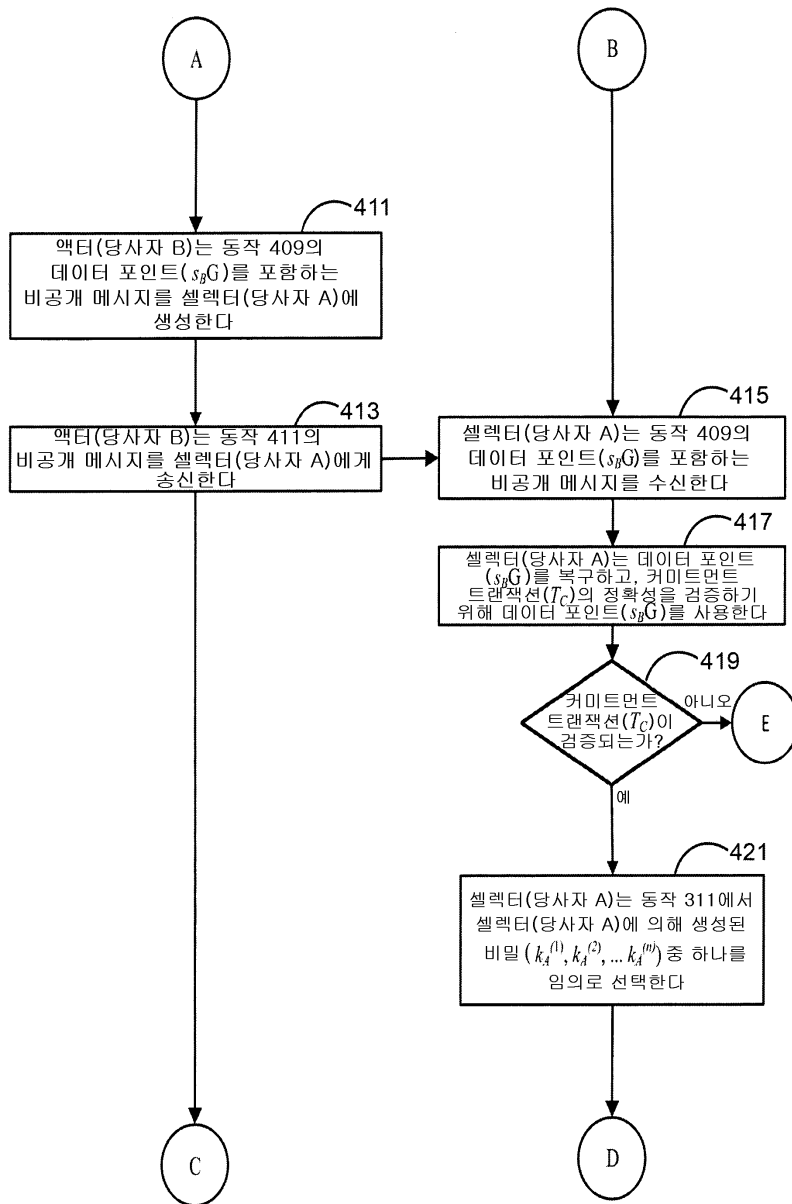 A
B
411
액터(당사자 B)는 동작 409의
데이터 포인트(s_BG)를 포함하는
비공개 메시지를 셀렉터(당사자 A)에
생성한다
413
액터(당사자 B)는 동작 411의
비공개 메시지를 셀렉터(당사자 A)에게
송신한다
415
셀렉터(당사자 A)는 동작 409의
데이터 포인트(s_BG)를 포함하는
비공개 메시지를 수신한다
417
셀렉터(당사자 A)는 데이터 포인트
(s_BG)를 복구하고, 커미트먼트
트랜잭션(T_C)의 정확성을 검증하기
위해 데이터 포인트(s_BG)를 사용한다
419
커미트먼트
트랜잭션(T_C)이
검증되는가?
아니오
E
예
421
셀렉터(당사자 A)는 동작 311에서
셀렉터(당사자 A)에 의해 생성된
비밀 (k_A^(1), k_A^(2), ... k_A^(n)) 중 하나를
임의로 선택한다
C
D